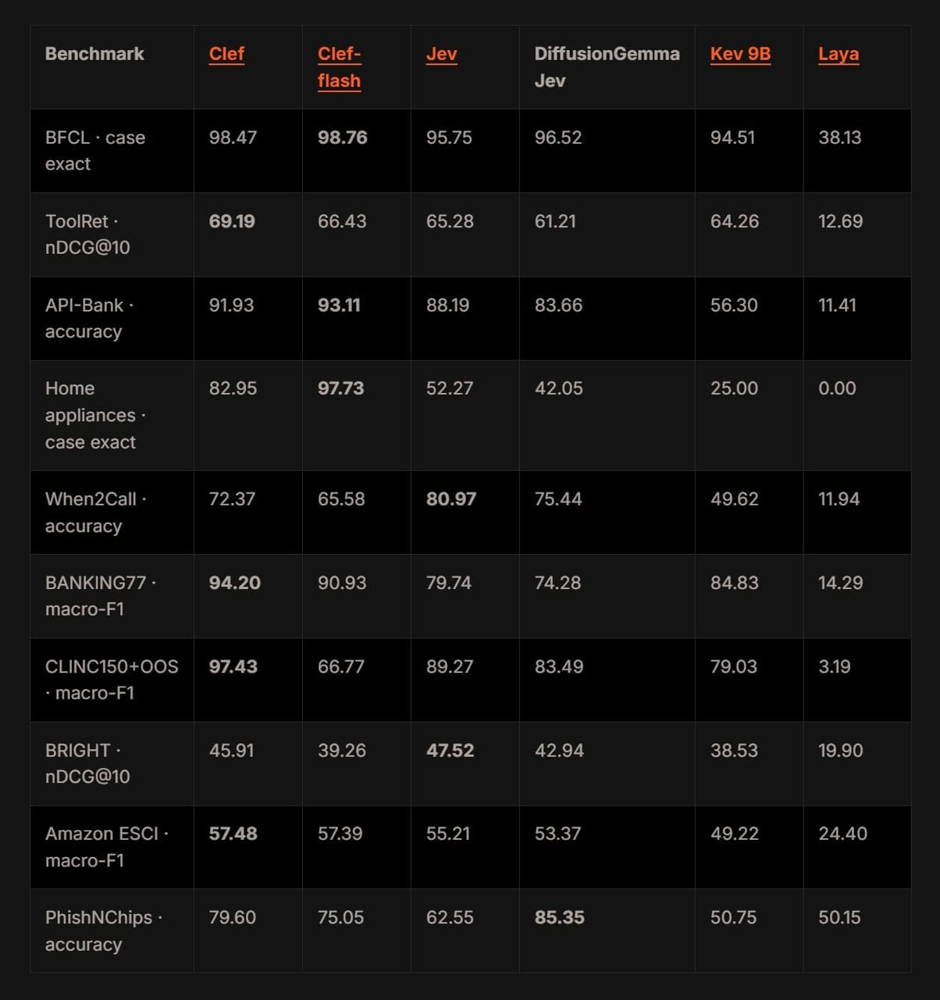 Benchmark Clef Clef-flash Jev DiffusionGemma Jev Kev 9B Laya
BFCL · case exact 98.47 98.76 95.75 96.52 94.51 38.13
ToolRet · nDCG@10 69.19 66.43 65.28 61.21 64.26 12.69
API-Bank · accuracy 91.93 93.11 88.19 83.66 56.30 11.41
Home appliances · case exact 82.95 97.73 52.27 42.05 25.00 0.00
When2Call · accuracy 72.37 65.58 80.97 75.44 49.62 11.94
BANKING77 · macro-F1 94.20 90.93 79.74 74.28 84.83 14.29
CLINC150+OOS · macro-F1 97.43 66.77 89.27 83.49 79.03 3.19
BRIGHT · nDCG@10 45.91 39.26 47.52 42.94 38.53 19.90
Amazon ESCI · macro-F1 57.48 57.39 55.21 53.37 49.22 24.40
PhishNChips · accuracy 79.60 75.05 62.55 85.35 50.75 50.15